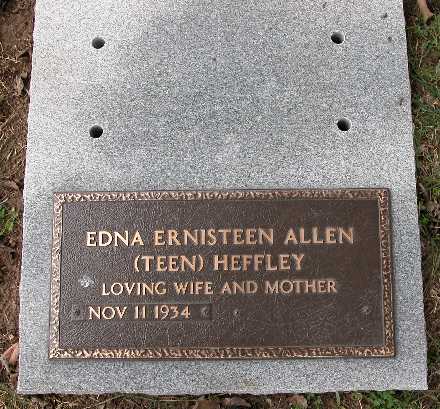 EDNA ERNISTEEN ALLEN
(TEEN) HEFFLEY
LOVING WIFE AND MOTHER
NOV 11 1934